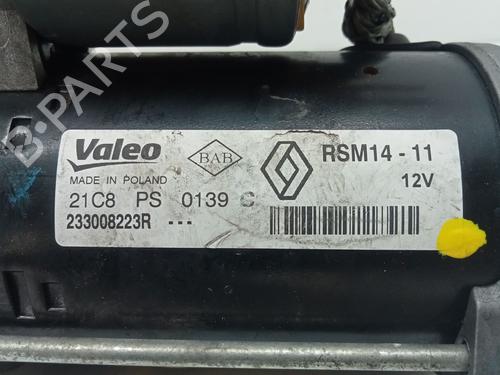 B-PARTS
Valeo
BAB
RSM14 - 11
MADE IN POLAND
12V
21C8 PS 0139 C
233008223R ---